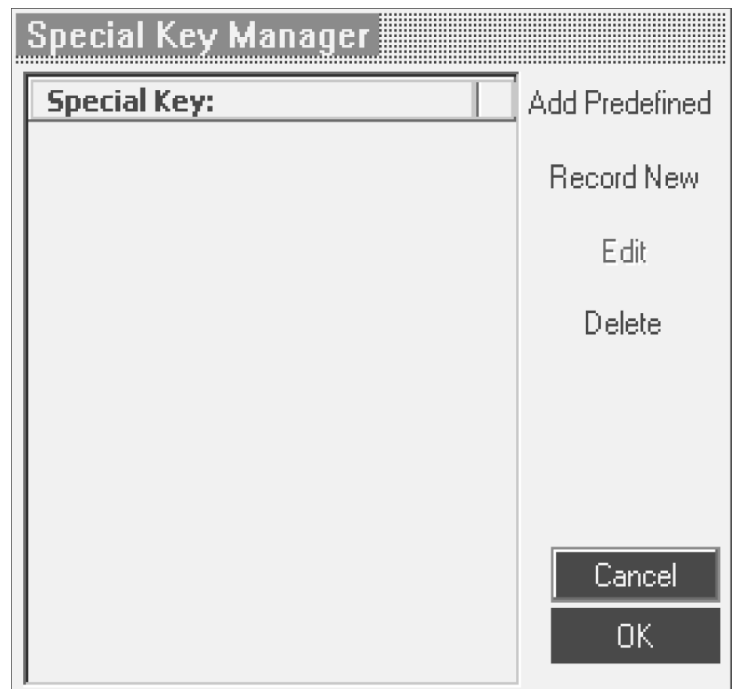 Special Key Manager
Special Key:
Add Predefined
Record New
Edit
Delete
Cancel
OK